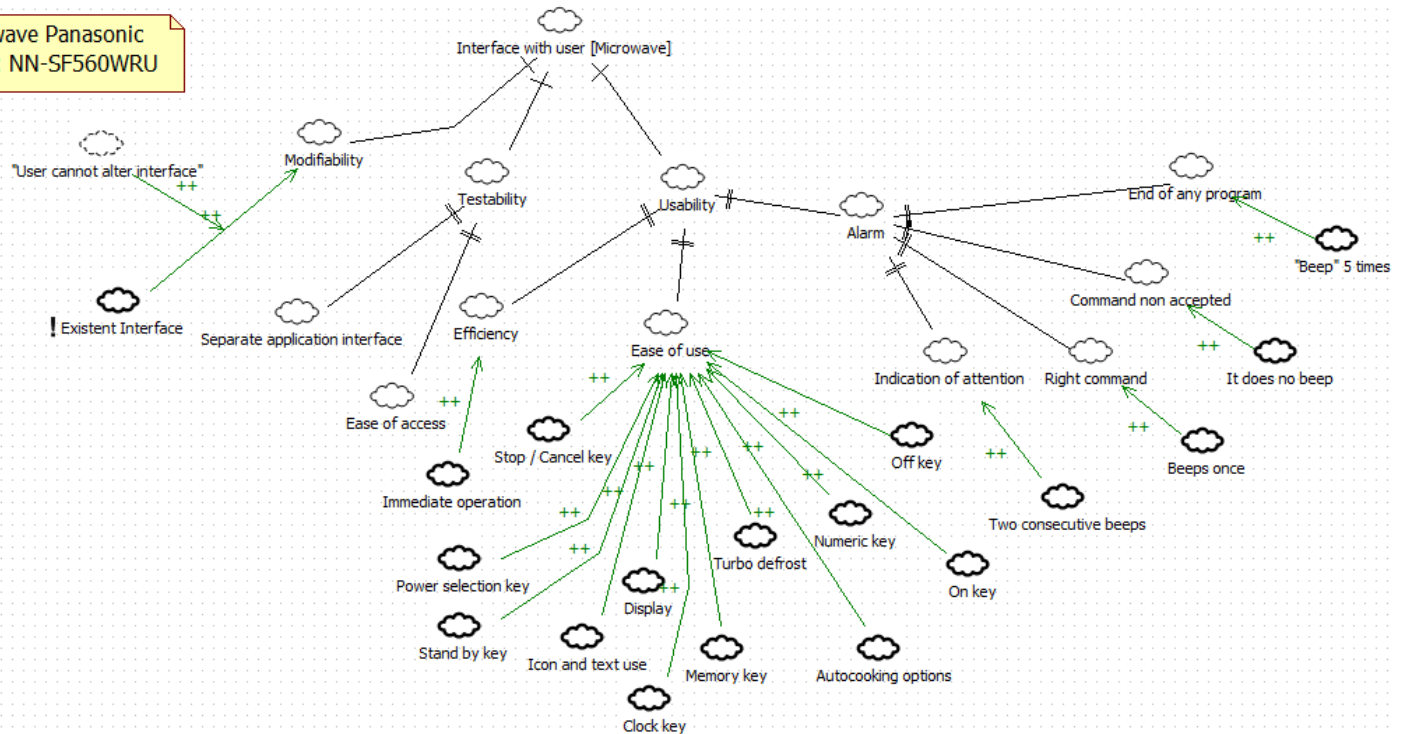 wave Panasonic
NN-SF560WRU
Interface with user [Microwave]
"User cannot alter interface"
Modifiability
Testability
Usability
Alarm
End of any program
++
++
++
"Beep" 5 times
Command non accepted
! Existent Interface
Separate application interface
Efficiency
Ease of use
Indication of attention
Right command
++
It does no beep
++
++
++
++
Ease of access
Stop / Cancel key
Off key
Beeps once
++
++
++
++
++
Immediate operation
++
++
++
++
++
Two consecutive beeps
Power selection key
Display
++
Turbo defrost
Numeric key
On key
Stand by key
Icon and text use
Memory key
Autocooking options
Clock key